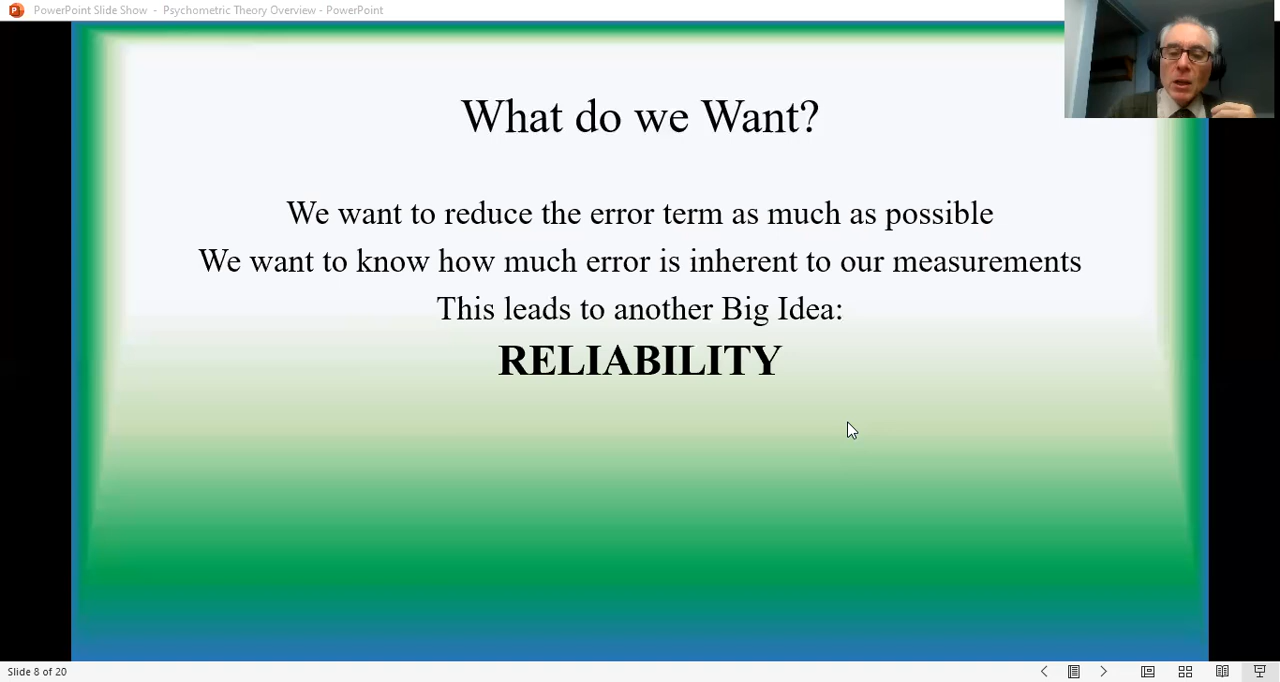 PowerPoint Slide Show - Psychometric Theory Overview - PowerPoint
What do we Want?
We want to reduce the error term as much as possible
We want to know how much error is inherent to our measurements
This leads to another Big Idea:
RELIABILITY
Slide 8 of 20